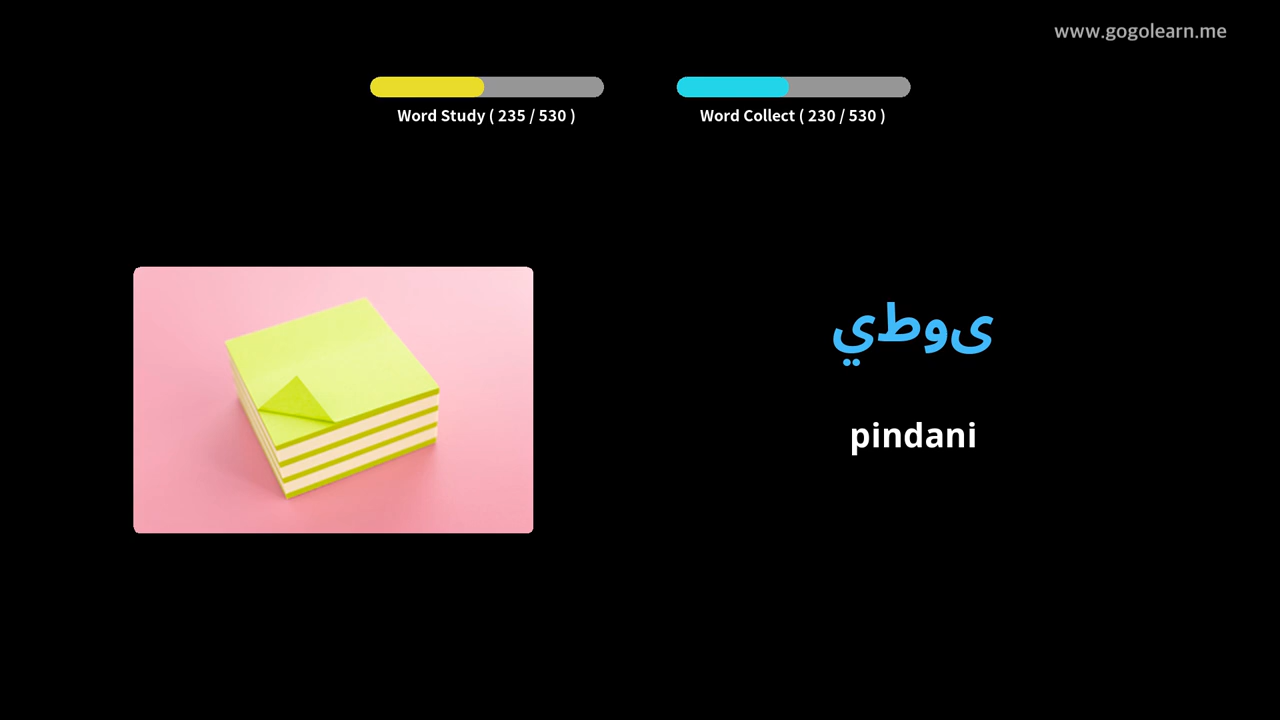 www.gogolearn.me
Word Study ( 235 / 530 )
Word Collect ( 230 / 530 )
ىوطي
pindani